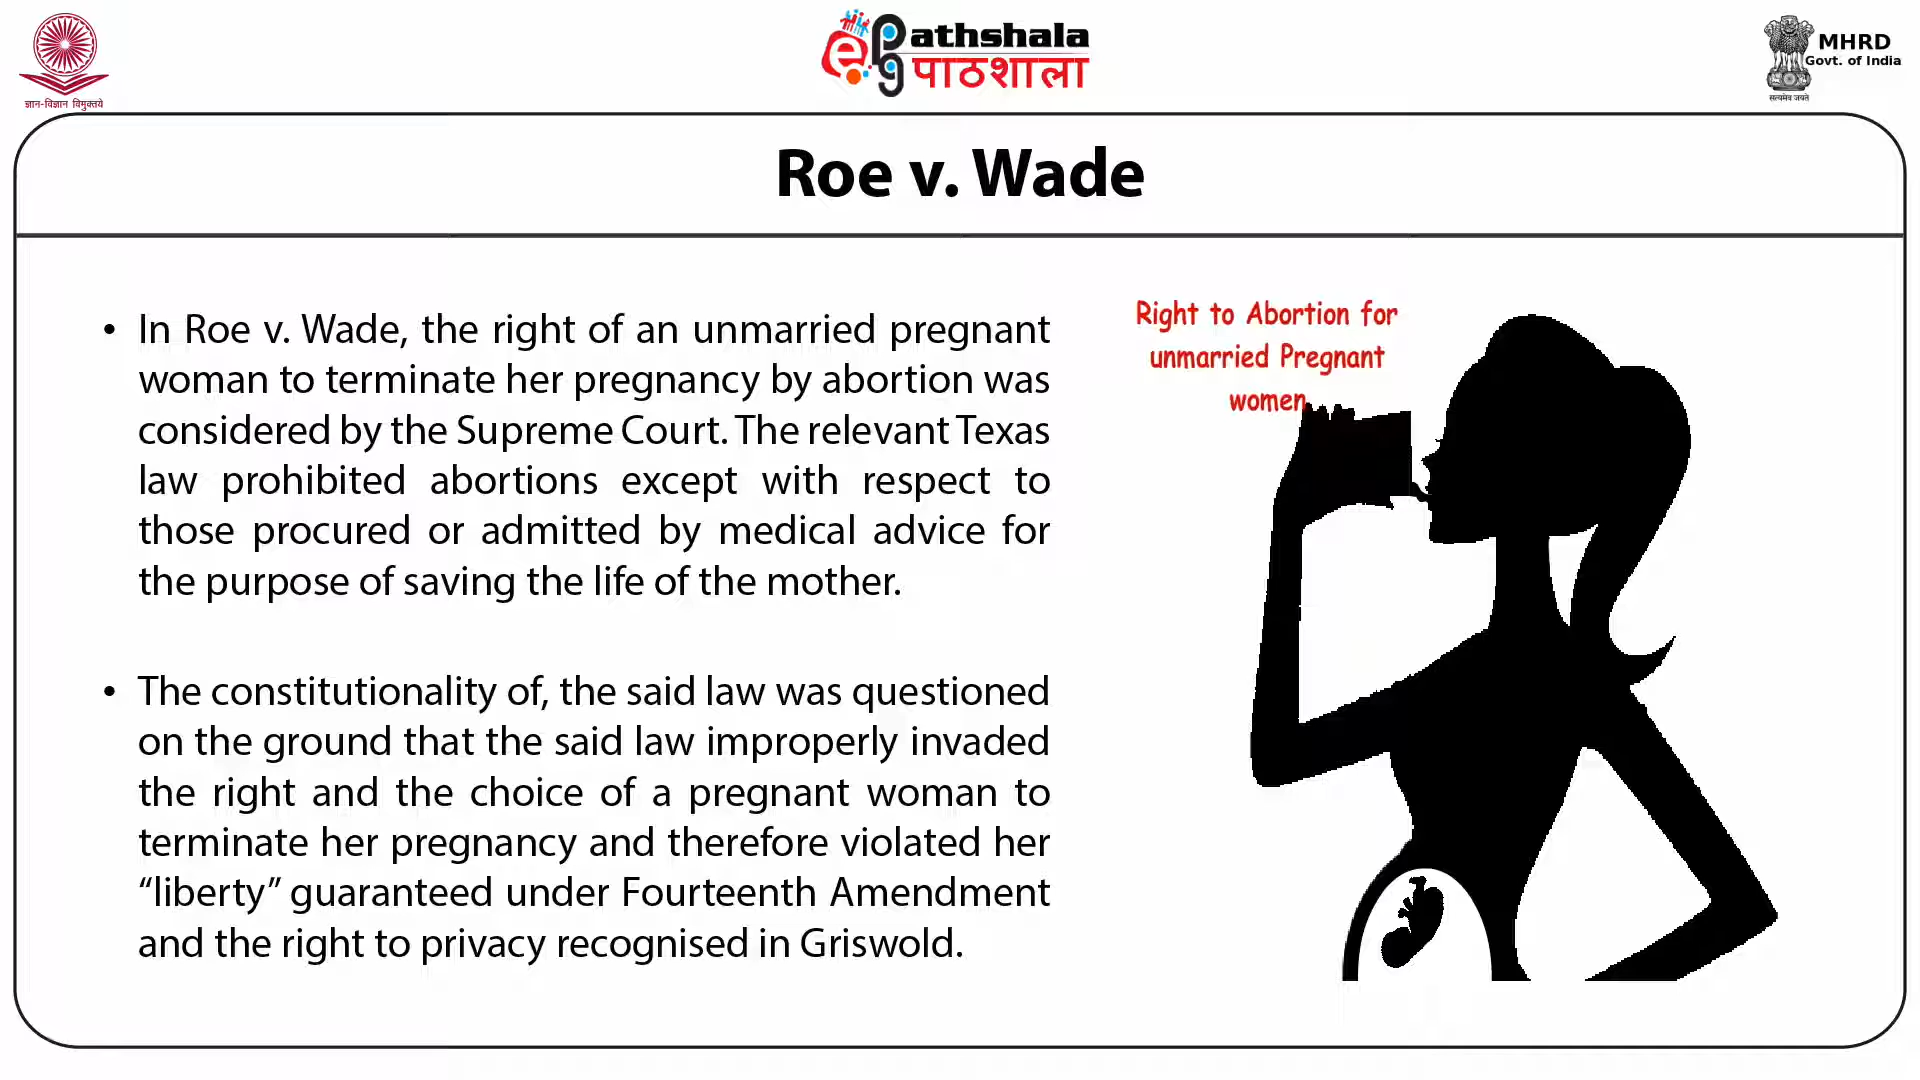 ज्ञान-विज्ञान विमुक्तये
ePathshala
पाठशाला
MHRD
Govt. of India
सत्यमेव जयते
Roe v. Wade
• In Roe v. Wade, the right of an unmarried pregnant
woman to terminate her pregnancy by abortion was
considered by the Supreme Court. The relevant Texas
law prohibited abortions except with respect to
those procured or admitted by medical advice for
the purpose of saving the life of the mother.
• The constitutionality of, the said law was questioned
on the ground that the said law improperly invaded
the right and the choice of a pregnant woman to
terminate her pregnancy and therefore violated her
“liberty” guaranteed under Fourteenth Amendment
and the right to privacy recognised in Griswold.
Right to Abortion for
unmarried Pregnant
women